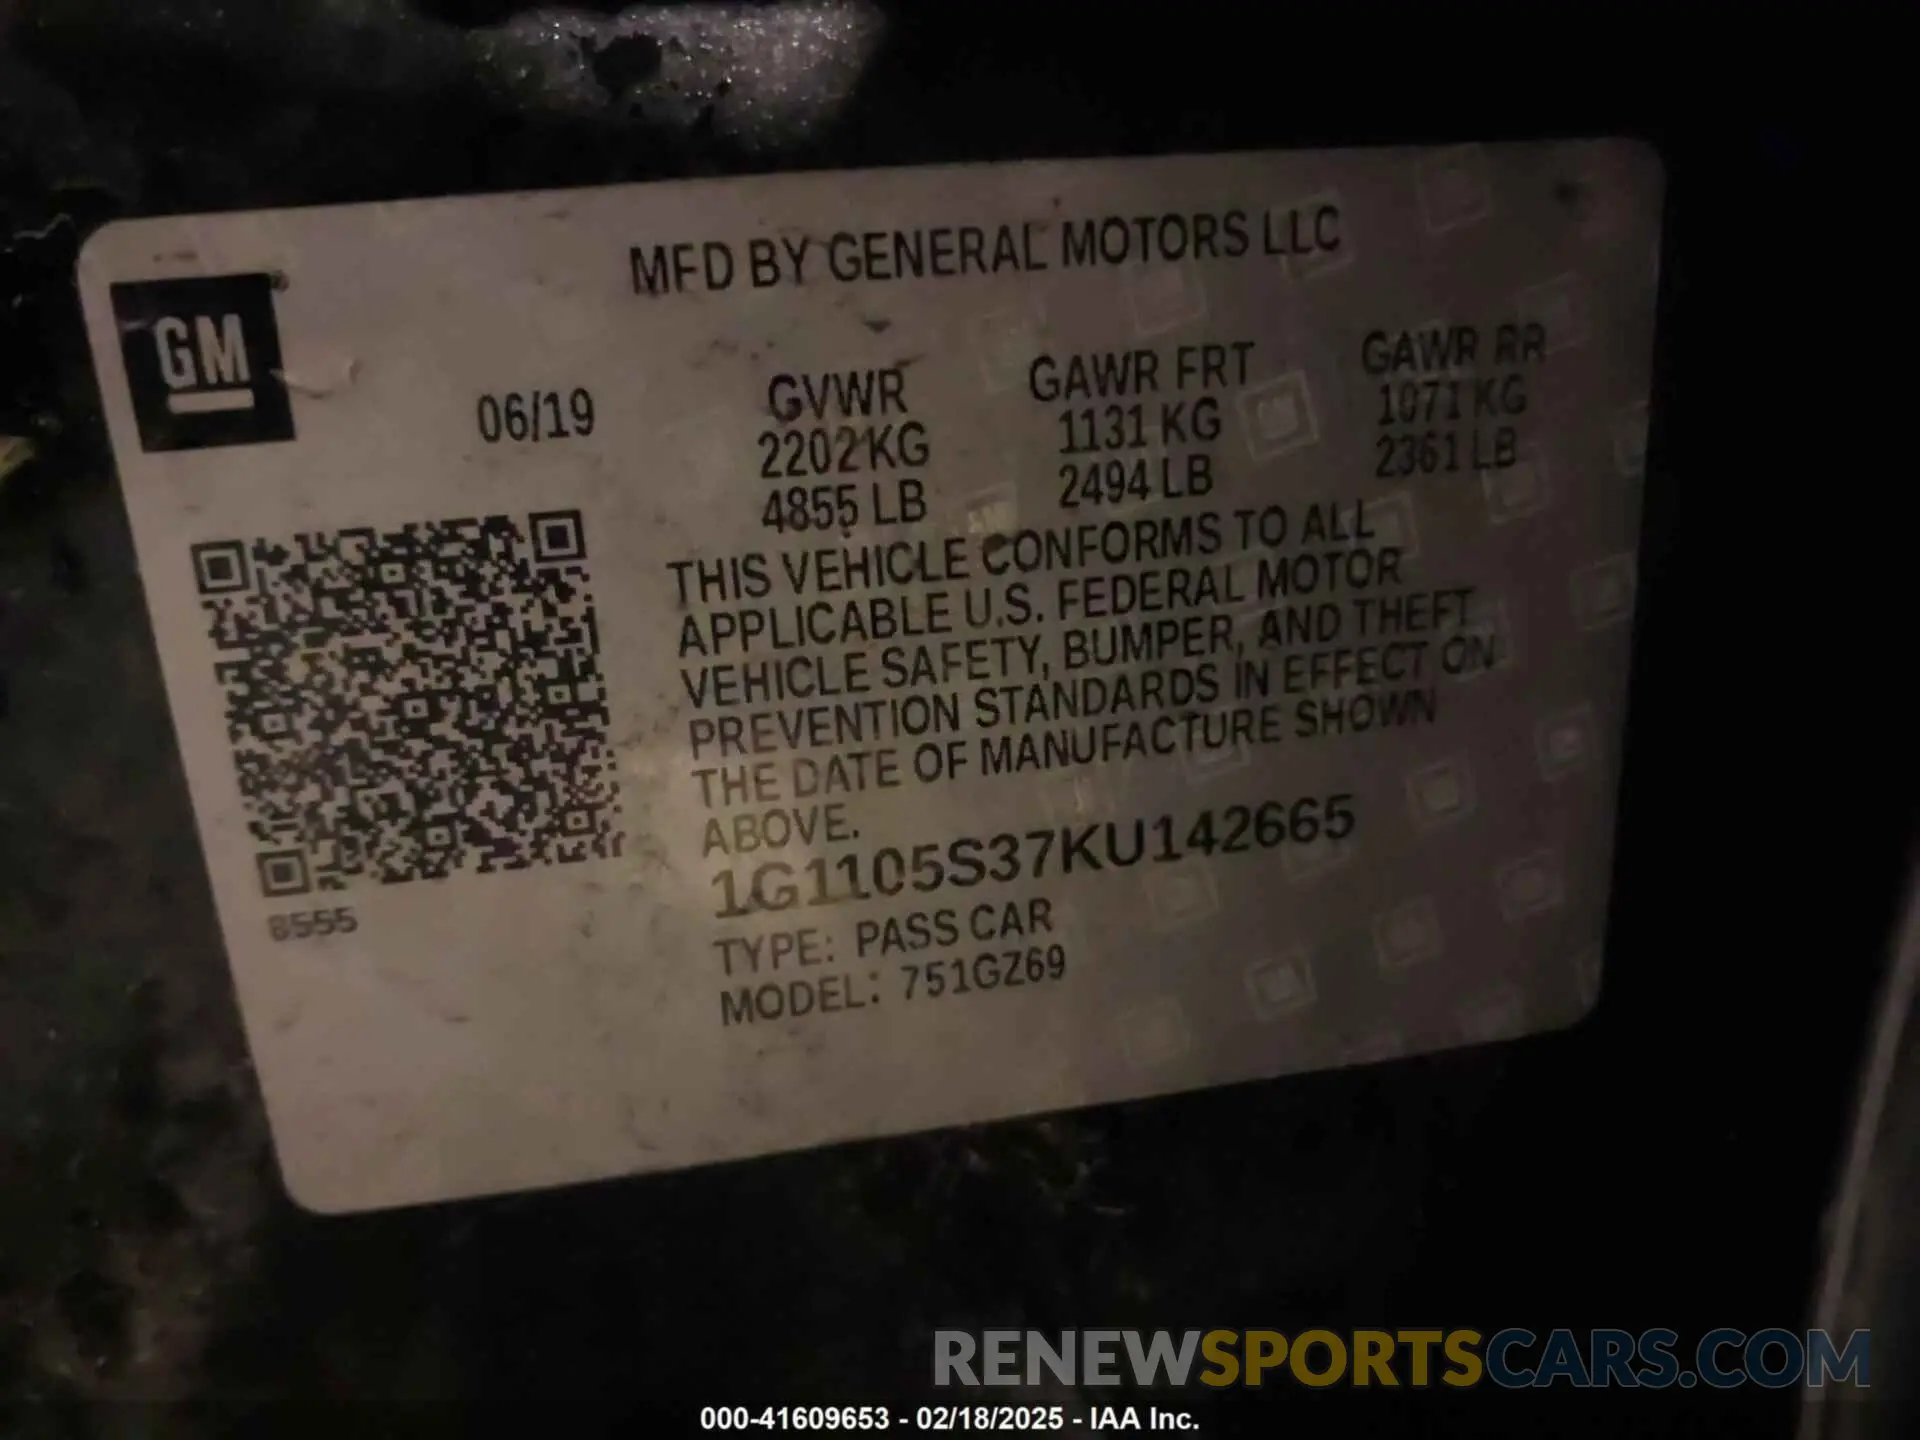 MFD BY GENERAL MOTORS LLC
GM
06/19
GVWR GAWR FRT GAWR RR
2202KG 1131 KG 1071 KG
4855 LB 2494 LB 2361 LB
THIS VEHICLE CONFORMS TO ALL
APPLICABLE U.S. FEDERAL MOTOR
VEHICLE SAFETY, BUMPER, AND THEFT
PREVENTION STANDARDS IN EFFECT ON
THE DATE OF MANUFACTURE SHOWN
ABOVE.
1G1105S37KU142665
8555
TYPE: PASS CAR
MODEL: 751GZ69
RENEWSPORTSCARS.COM
000-41609653 - 02/18/2025 - IAA Inc.